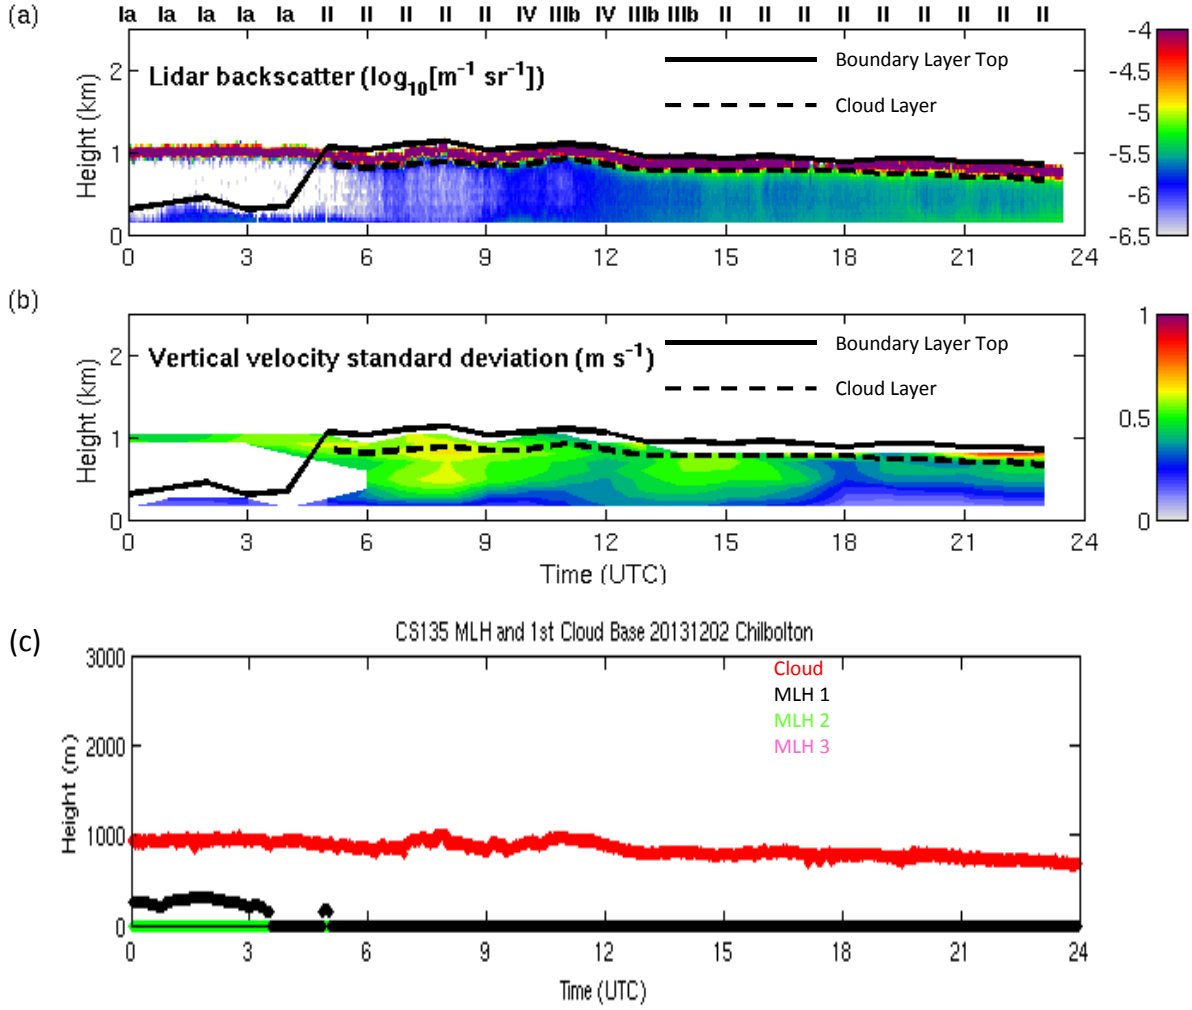 (a)
Ia Ia Ia Ia Ia II II II II II IV IIIb IV IIIb IIIb II II II II II II II II II
Lidar backscatter (log10[m⁻¹ sr⁻¹])
Boundary Layer Top
Cloud Layer
Height (km)
2
1
0
0 3 6 9 12 15 18 21 24
-4
-4.5
-5
-5.5
-6
-6.5
(b)
Vertical velocity standard deviation (m s⁻¹)
Boundary Layer Top
Cloud Layer
Height (km)
2
1
0
0 3 6 9 12 15 18 21 24
Time (UTC)
1
0.5
0
(c)
CS135 MLH and 1st Cloud Base 20131202 Chilbolton
Cloud
MLH 1
MLH 2
MLH 3
Height (m)
3000
2000
1000
0
0 3 6 9 12 15 18 21 24
Time (UTC)